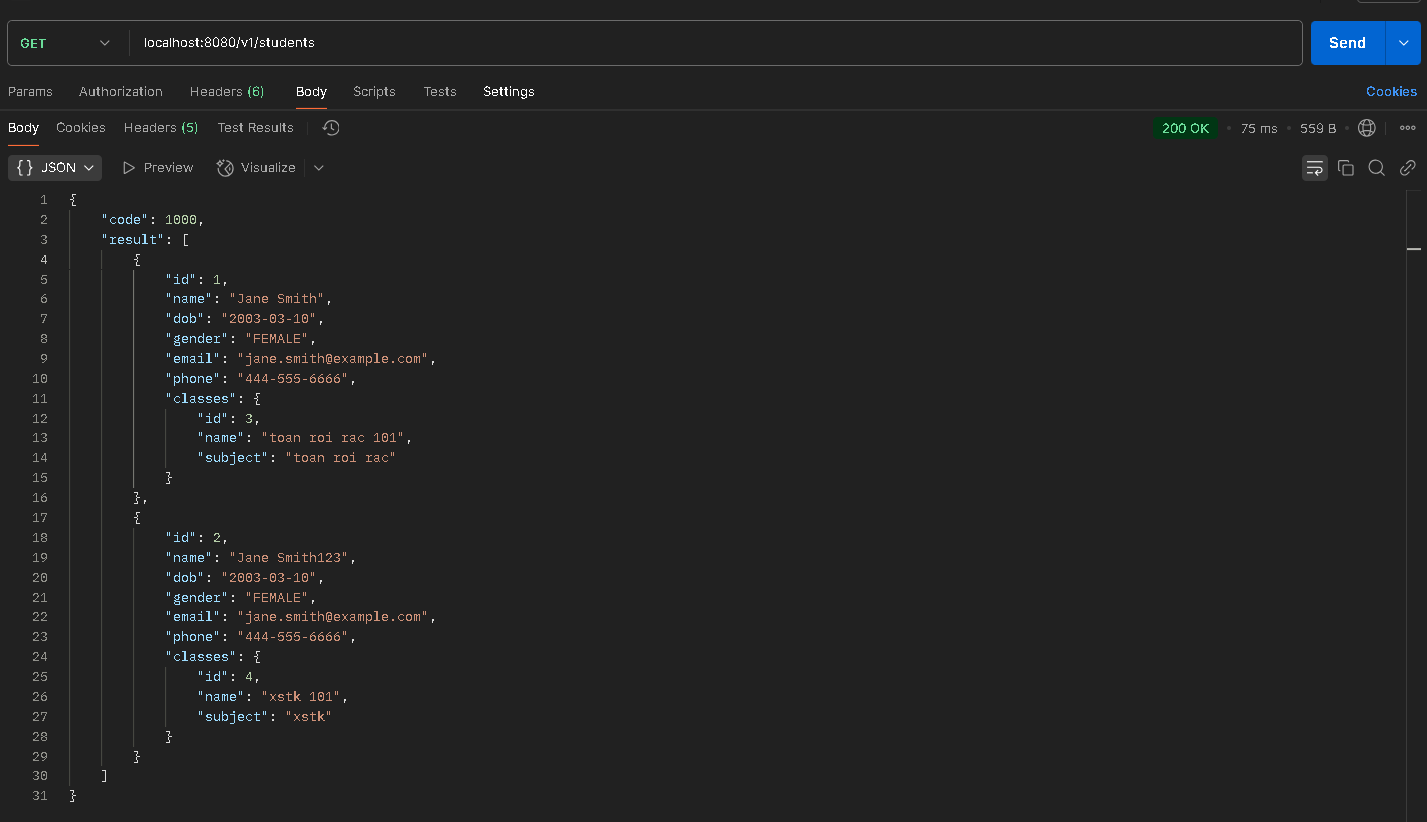 GET localhost:8080/v1/students Send
Params Authorization Headers (6) Body Scripts Tests Settings Cookies
Body Cookies Headers (5) Test Results 200 OK • 75 ms • 559 B •
{} JSON Preview Visualize
1 {
2 "code": 1000,
3 "result": [
4 {
5 "id": 1,
6 "name": "Jane Smith",
7 "dob": "2003-03-10",
8 "gender": "FEMALE",
9 "email": "jane.smith@example.com",
10 "phone": "444-555-6666",
11 "classes": {
12 "id": 3,
13 "name": "toan roi rac 101",
14 "subject": "toan roi rac"
15 }
16 },
17 {
18 "id": 2,
19 "name": "Jane Smith123",
20 "dob": "2003-03-10",
21 "gender": "FEMALE",
22 "email": "jane.smith@example.com",
23 "phone": "444-555-6666",
24 "classes": {
25 "id": 4,
26 "name": "xstk 101",
27 "subject": "xstk"
28 }
29 }
30 ]
31 }